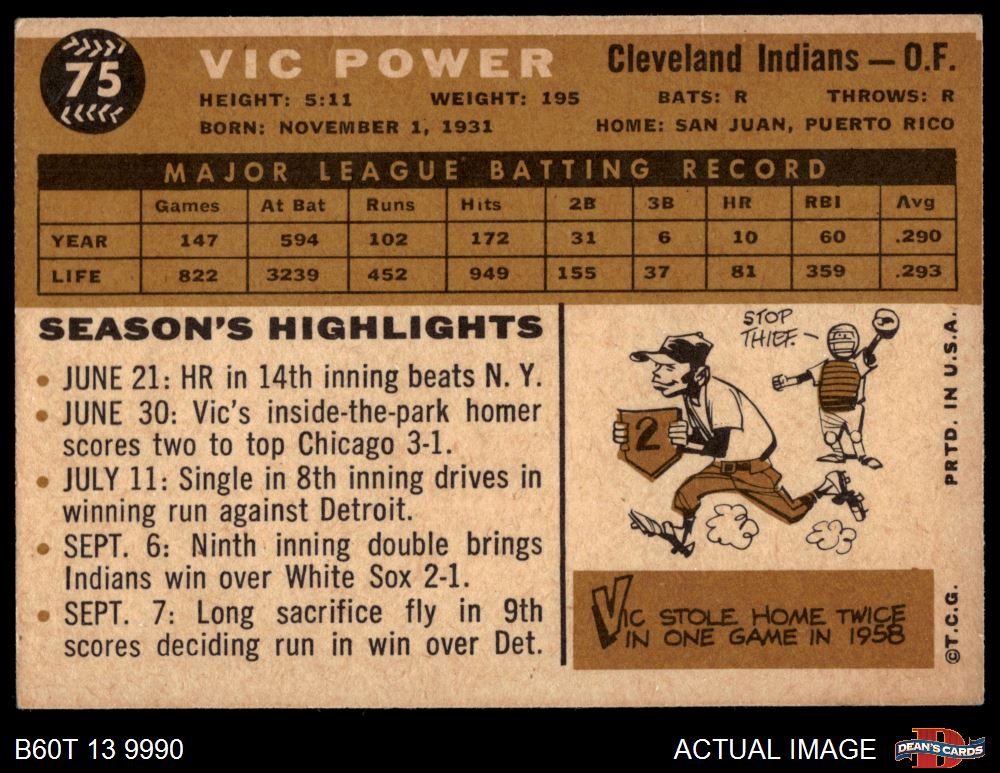 75
VIC POWER
Cleveland Indians — O.F.
HEIGHT: 5:11 WEIGHT: 195 BATS: R THROWS: R
BORN: NOVEMBER 1, 1931 HOME: SAN JUAN, PUERTO RICO
MAJOR LEAGUE BATTING RECORD
Games At Bat Runs Hits 2B 3B HR RBI Avg
YEAR 147 594 102 172 31 6 10 60 .290
LIFE 822 3239 452 949 155 37 81 359 .293
SEASON'S HIGHLIGHTS
• JUNE 21: HR in 14th inning beats N. Y.
• JUNE 30: Vic's inside-the-park homer
scores two to top Chicago 3-1.
• JULY 11: Single in 8th inning drives in
winning run against Detroit.
• SEPT. 6: Ninth inning double brings
Indians win over White Sox 2-1.
• SEPT. 7: Long sacrifice fly in 9th
scores deciding run in win over Det.
STOP
THIEF.
2
VIC STOLE HOME TWICE
IN ONE GAME IN 1958
©T.C.G. PRTD. IN U.S.A.
B60T 13 9990
ACTUAL IMAGE
D
DEAN'S CARDS